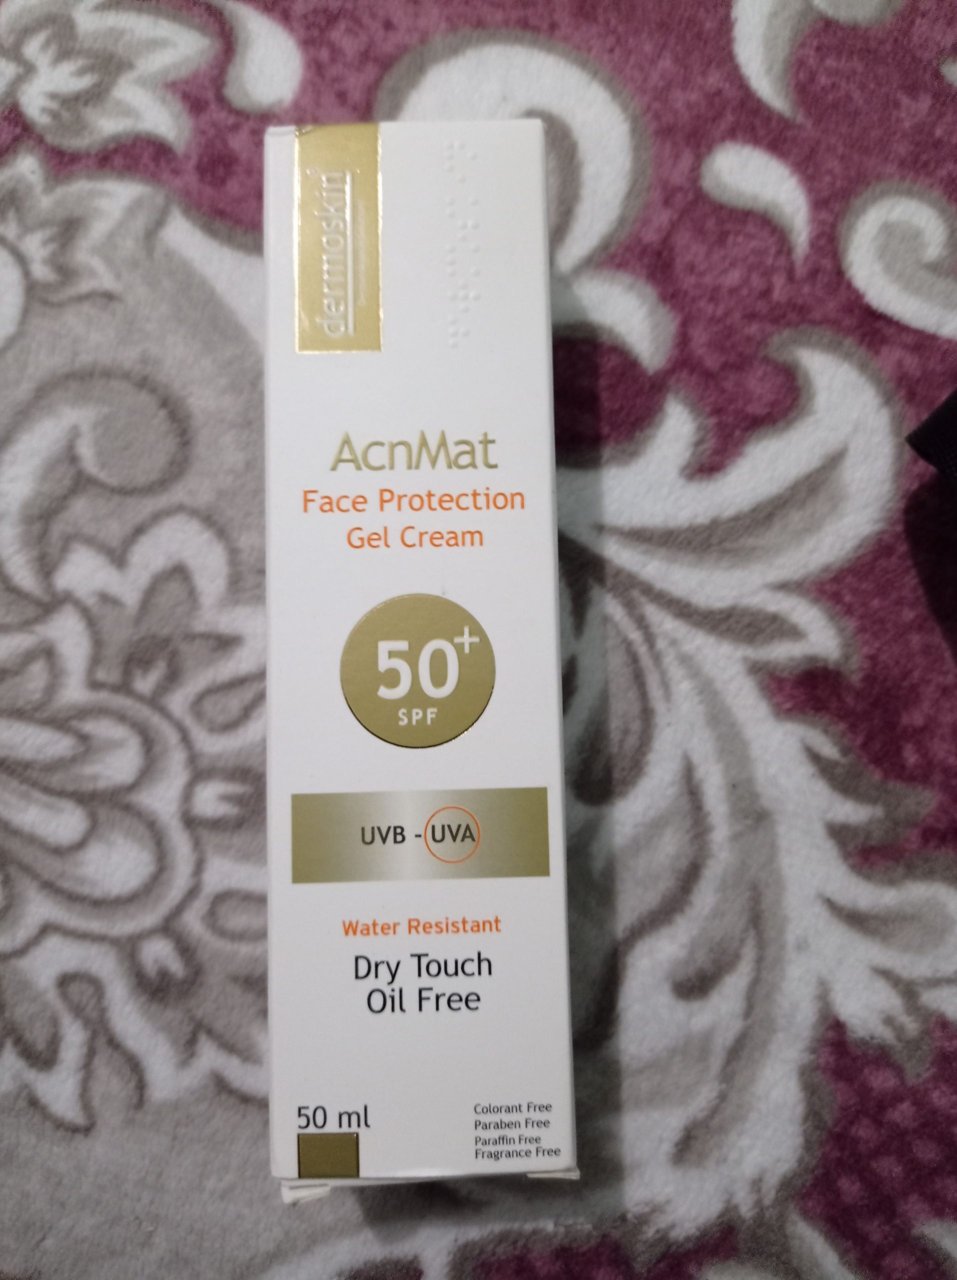 dermoskin®
AcnMat
Face Protection
Gel Cream
50+
SPF
UVB - UVA
Water Resistant
Dry Touch
Oil Free
50 ml
Colorant Free
Paraben Free
Paraffin Free
Fragrance Free